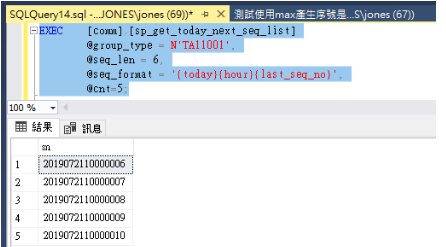 SQLQuery14.sql -...JONES\jones (69))*
測試使用max產生序號是...S\jones (67))
EXEC [Comm].[sp_get_today_next_seq_list]
@group_type = N'TA11001',
@seq_len = 6,
@seq_format = '{today}{hour}{last_seq_no}',
@cnt=5;
100 %
結果 訊息
sn
1 2019072110000006
2 2019072110000007
3 2019072110000008
4 2019072110000009
5 2019072110000010